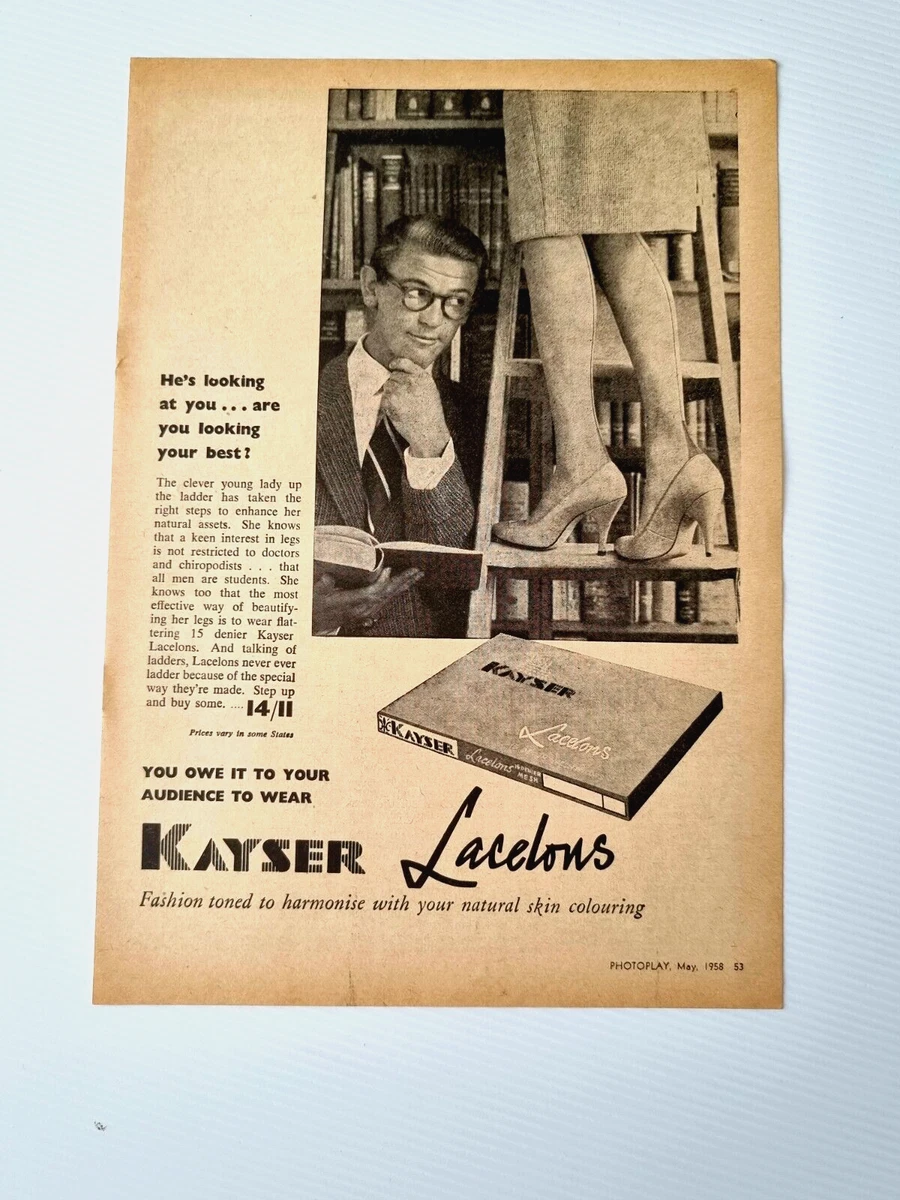 He's looking
at you . . . are
you looking
your best?
The clever young lady up
the ladder has taken the
right steps to enhance her
natural assets. She knows
that a keen interest in legs
is not restricted to doctors
and chiropodists . . . that
all men are students. She
knows too that the most
effective way of beautify-
ing her legs is to wear flat-
tering 15 denier Kayser
Lacelons. And talking of
ladders, Lacelons never ever
ladder because of the special
way they're made. Step up
and buy some. .... 14/11
Prices vary in some States
KAYSER
Lacelons
KAYSER
Lacelons
15 DENIER
MESH
YOU OWE IT TO YOUR
AUDIENCE TO WEAR
KAYSER Lacelons
Fashion toned to harmonise with your natural skin colouring
PHOTOPLAY, May, 1958 53